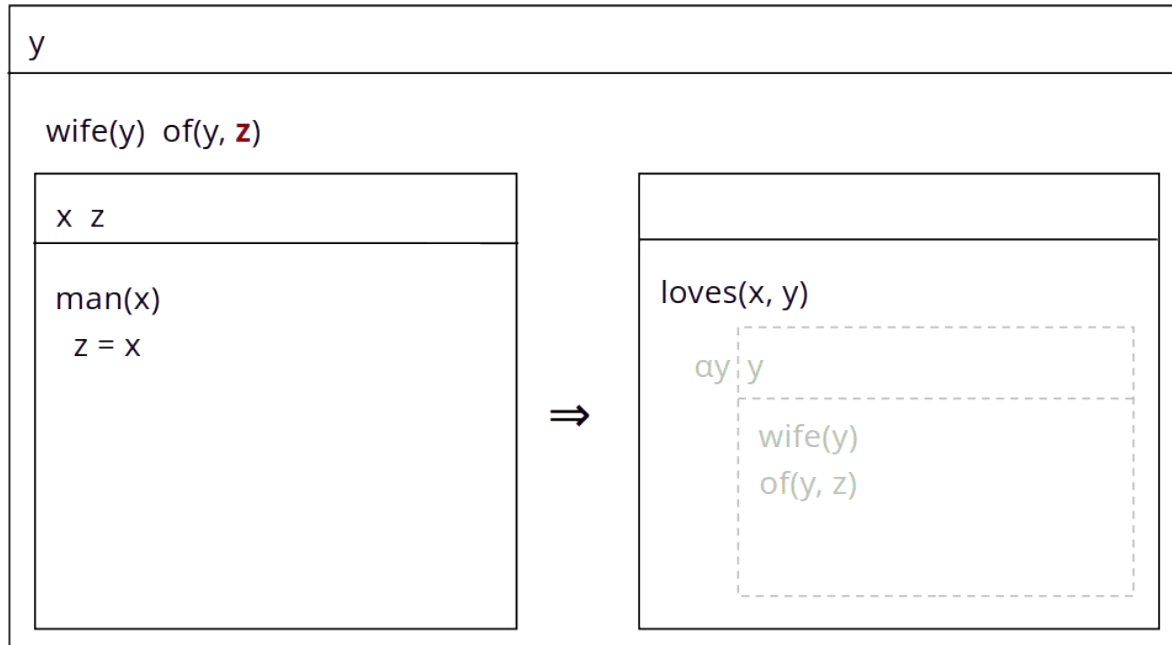 y
wife(y) of(y, z)
x z
man(x)
z = x
⇒
loves(x, y)
αy y
wife(y)
of(y, z)